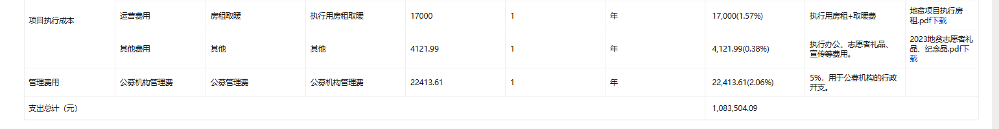 项目执行成本
运营费用
房租取暖
执行用房租取暖
17000
1
年
17,000(1.57%)
执行用房租+取暖费
地贫项目执行房
租.pdf下载
其他费用
其他
其他
4121.99
1
年
4,121.99(0.38%)
执行办公、志愿者礼品、
宣传等费用。
2023地贫志愿者礼
品、纪念品.pdf下
载
管理费用
公募机构管理费
公募管理费
公募机构管理费
22413.61
1
年
22,413.61(2.06%)
5%，用于公募机构的行政
开支。
支出总计（元）
1,083,504.09